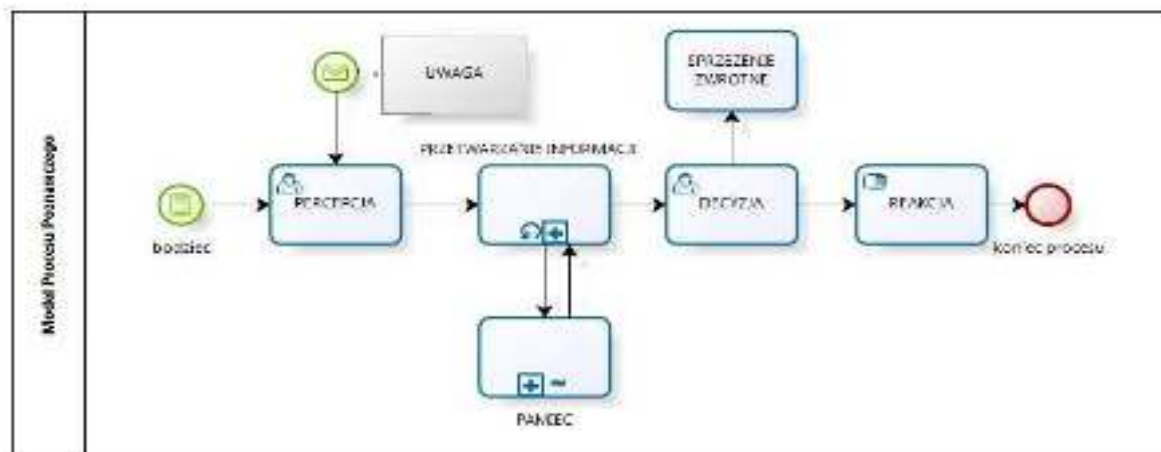 Model Procesu Poznawczego
UWAGA
SPRZĘŻENIE
ZWROTNE
PRZETWARZANIE INFORMACJI
PERCEPCJA
DECYZJA
REAKCJA
bodziec
koniec procesu
PAMIĘĆ